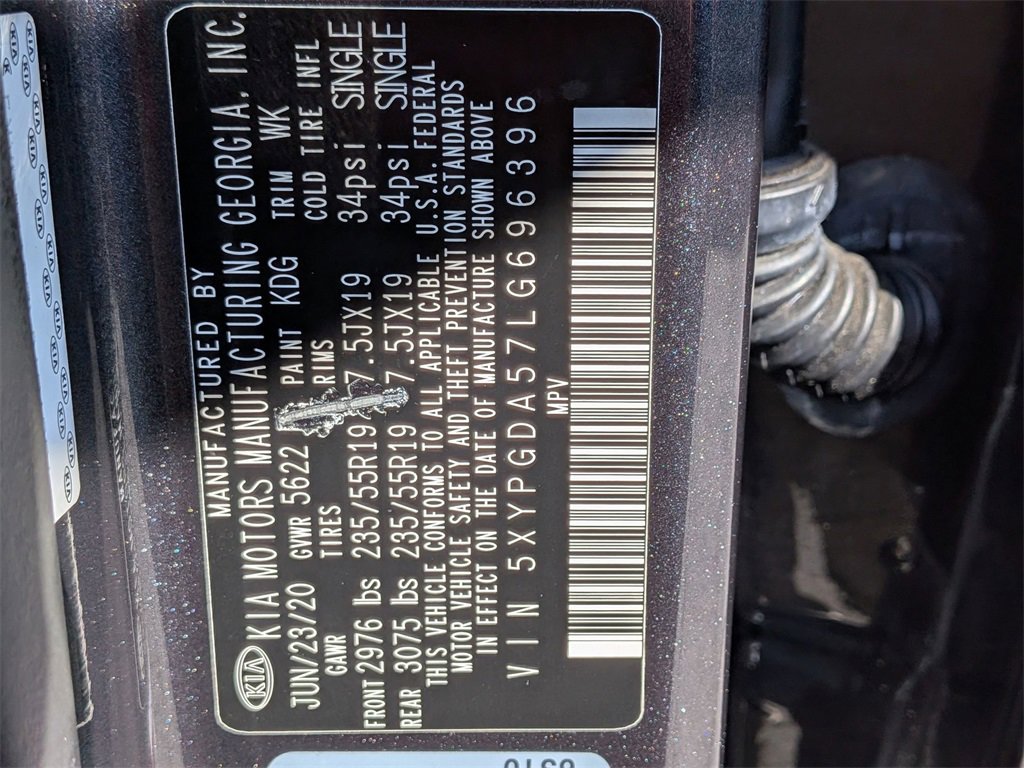 MANUFACTURED BY
KIA KIA MOTORS MANUFACTURING GEORGIA, INC.
JUN/23/20 GVWR 5622 PAINT KDG TRIM WK
GAWR TIRES RIMS COLD TIRE INFL
FRONT 2976 lbs 235/55R19 7.5JX19 34psi SINGLE
REAR 3075 lbs 235/55R19 7.5JX19 34psi SINGLE
THIS VEHICLE CONFORMS TO ALL APPLICABLE U.S.A. FEDERAL
MOTOR VEHICLE SAFETY AND THEFT PREVENTION STANDARDS
IN EFFECT ON THE DATE OF MANUFACTURE SHOWN ABOVE
VIN 5XYPGDA57LG696396
MPV